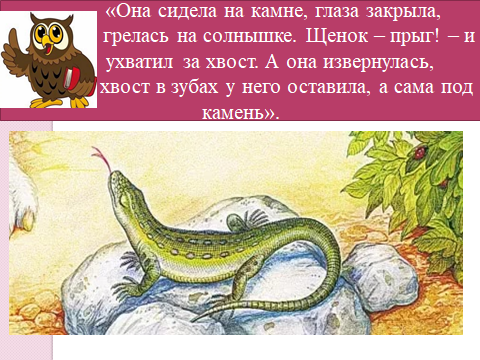 «Она сидела на камне, глаза закрыла,
грелась на солнышке. Щенок – прыг! – и
ухватил за хвост. А она извернулась,
хвост в зубах у него оставила, а сама под
камень».